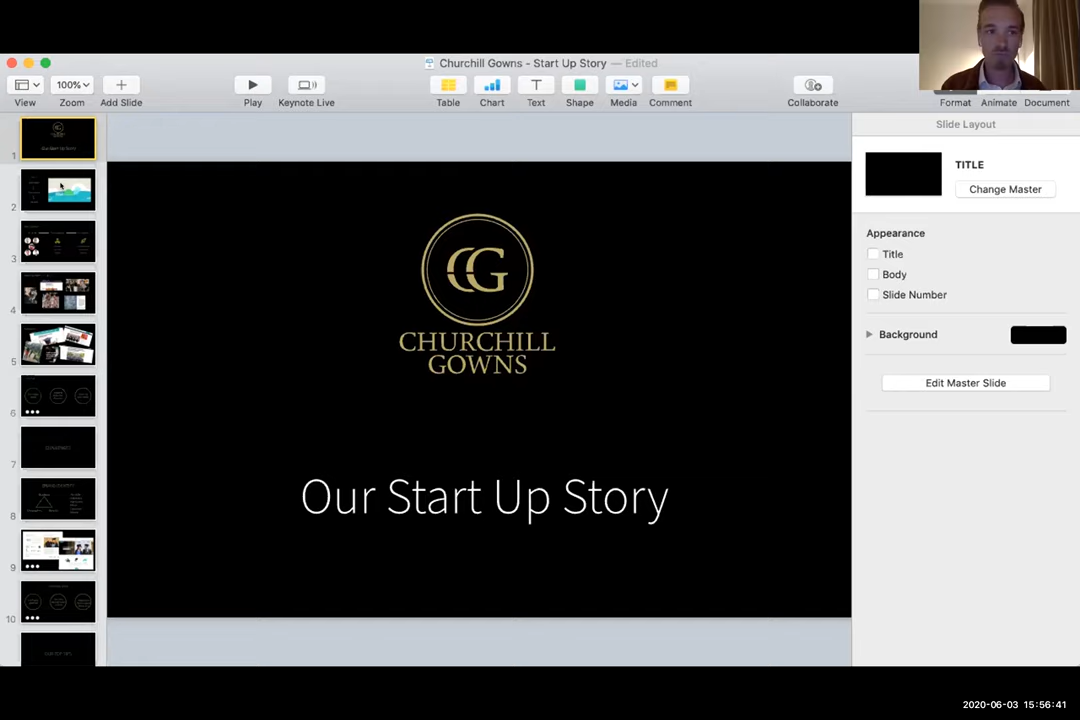 Churchill Gowns - Start Up Story — Edited
100%
View
Zoom
Add Slide
Play
Keynote Live
Table
Chart
Text
Shape
Media
Comment
Collaborate
Format
Animate
Document
1
2
3
4
5
6
7
8
9
10
CG
CHURCHILL
GOWNS
Our Start Up Story
Slide Layout
TITLE
Change Master
Appearance
Title
Body
Slide Number
Background
Edit Master Slide
2020-06-03 15:56:41